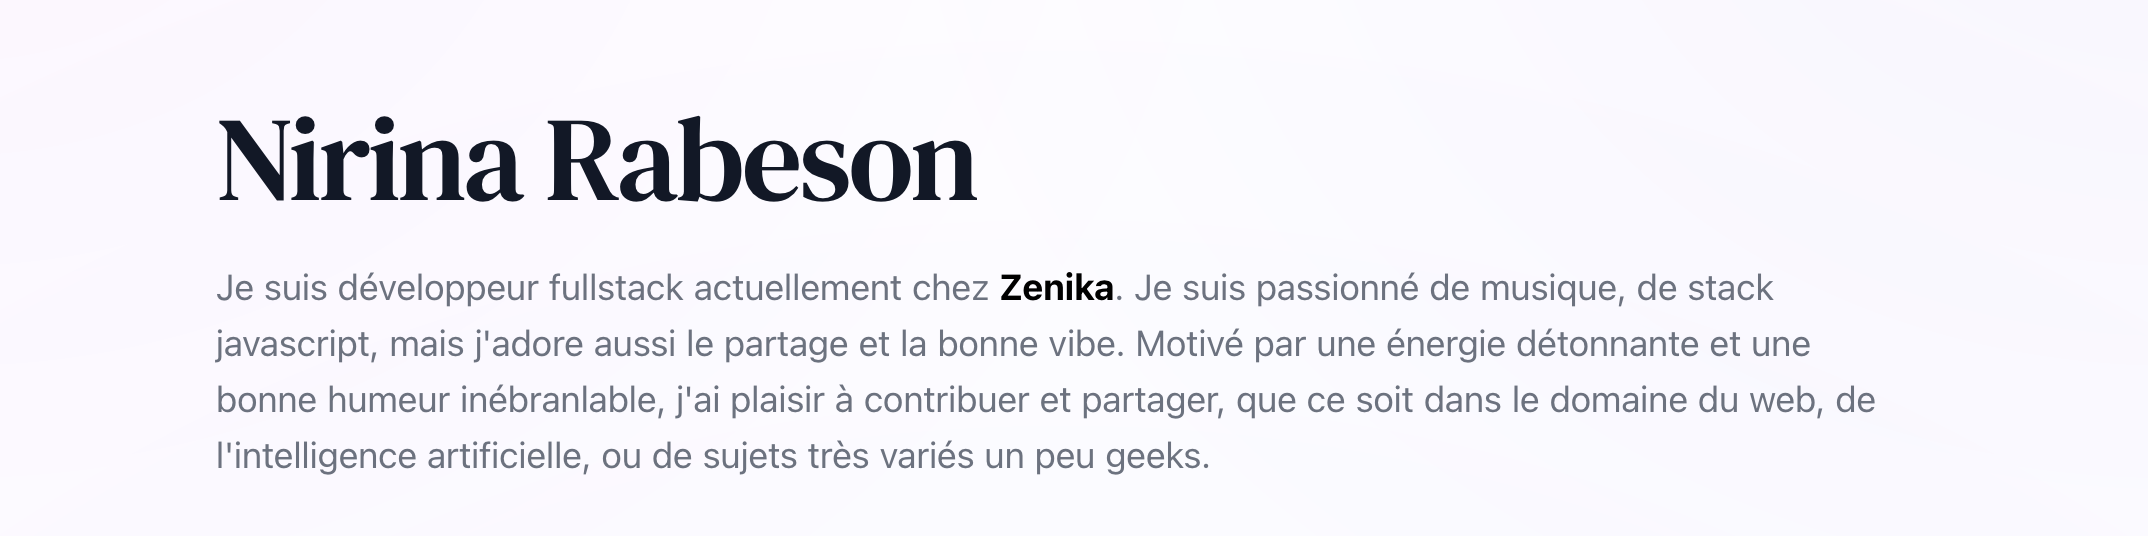 Nirina Rabeson
Je suis développeur fullstack actuellement chez Zenika. Je suis passionné de musique, de stack
javascript, mais j'adore aussi le partage et la bonne vibe. Motivé par une énergie détonnante et une
bonne humeur inébranlable, j'ai plaisir à contribuer et partager, que ce soit dans le domaine du web, de
l'intelligence artificielle, ou de sujets très variés un peu geeks.